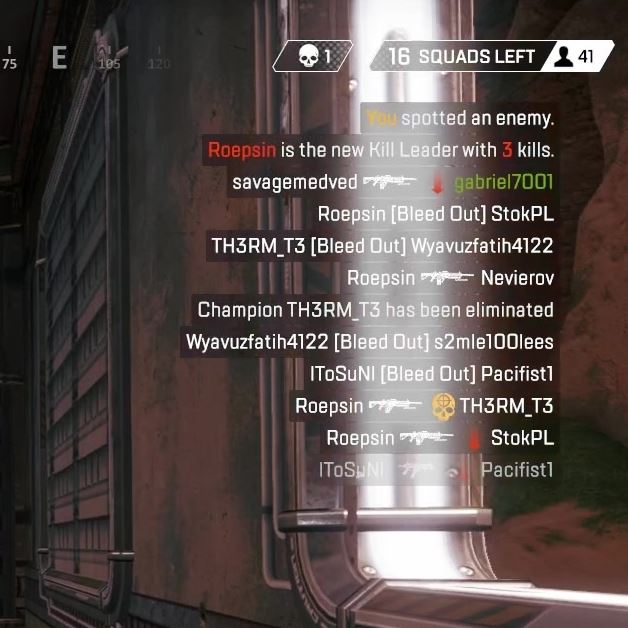 75 E 105 120
1
16 SQUADS LEFT 41
You spotted an enemy.
Roepsin is the new Kill Leader with 3 kills.
savagemedved gabriel7001
Roepsin [Bleed Out] StokPL
TH3RM_T3 [Bleed Out] Wyavuzfatih4122
Roepsin Nevierov
Champion TH3RM_T3 has been eliminated
Wyavuzfatih4122 [Bleed Out] s2mle100lees
IToSuNI [Bleed Out] Pacifist1
Roepsin TH3RM_T3
Roepsin StokPL
IToSuNI Pacifist1